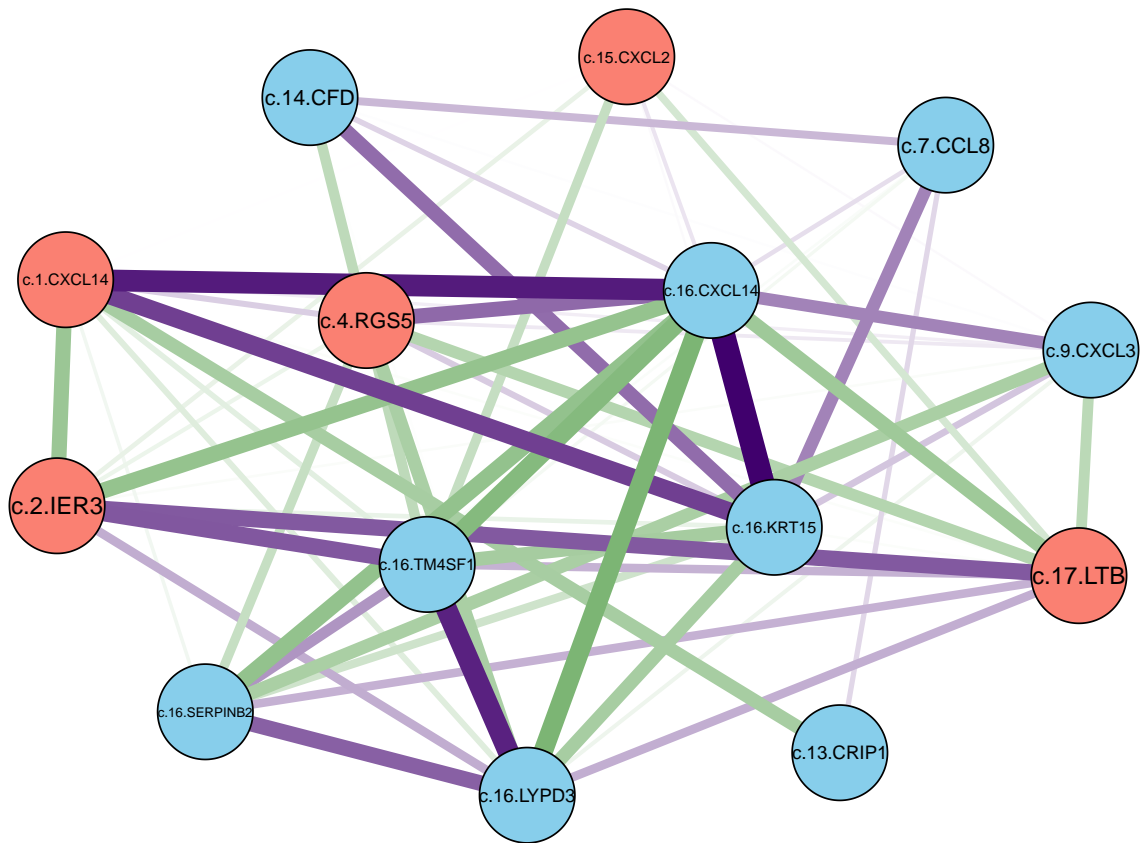 c.15.CXCL2
c.14.CFD
c.7.CCL8
c.1.CXCL14
c.16.CXCL14
c.4.RGS5
c.9.CXCL3
c.2.IER3
c.16.KRT15
c.16.TM4SF1
c.17.LTB
c.16.SERPINB2
c.13.CRIP1
c.16.LYPD3